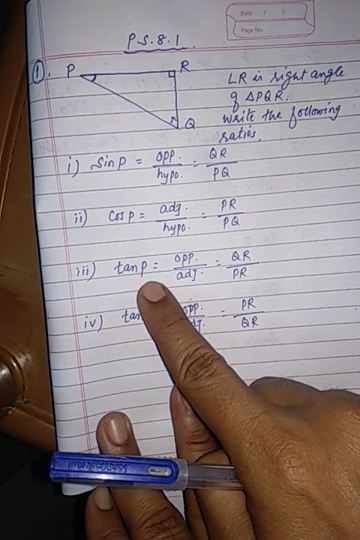 Date / /
Page No.
P.S.8.1.
1. P R
Q
LR is right angle
of △PQR.
write the following
ratios.
i) Sin P = opp. / hypo. = QR / PQ
ii) Cos P = adj. / hypo. = PR / PQ
iii) tan P = opp. / adj. = QR / PR
iv) = PR / QR